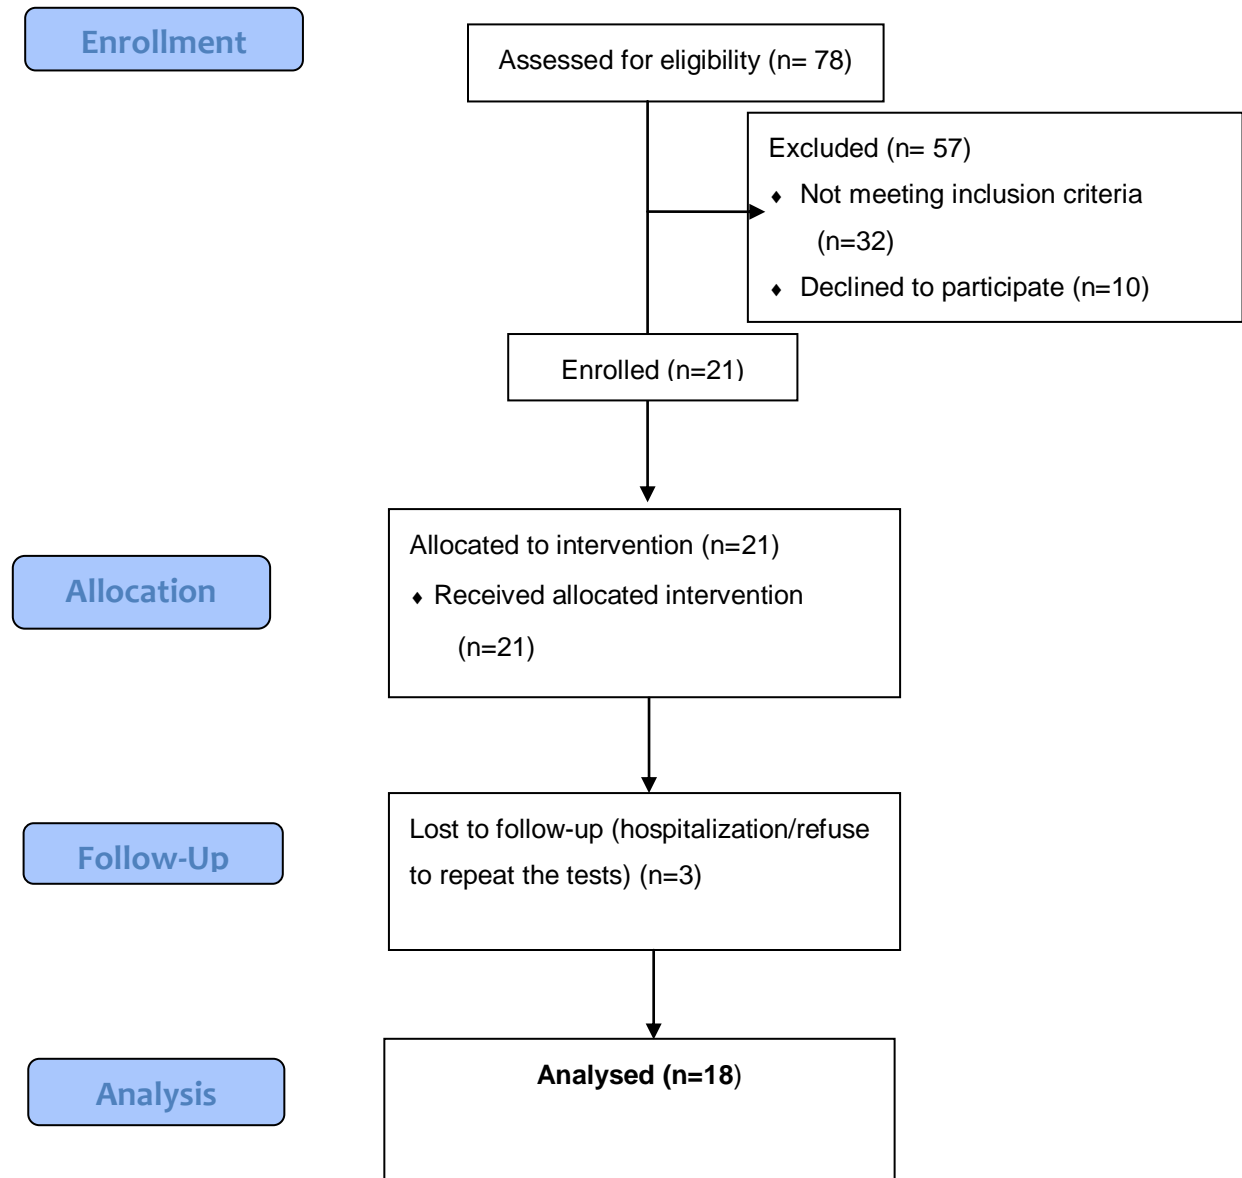 Enrollment
Assessed for eligibility (n= 78)
Excluded (n= 57)
♦ Not meeting inclusion criteria
(n=32)
♦ Declined to participate (n=10)
Enrolled (n=21)
Allocation
Allocated to intervention (n=21)
♦ Received allocated intervention
(n=21)
Follow-Up
Lost to follow-up (hospitalization/refuse
to repeat the tests) (n=3)
Analysis
Analysed (n=18)